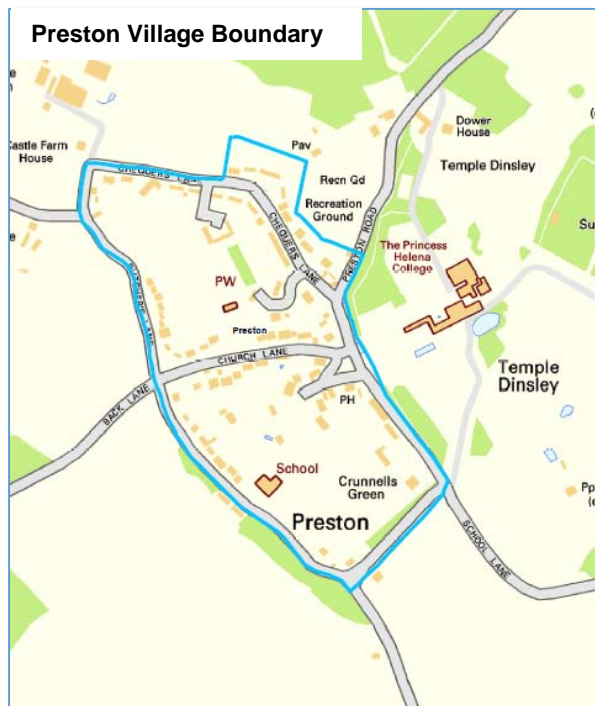 Preston Village Boundary
Castle Farm
House
Pav
Dower
House
Temple Dinsley
Recn Gd
Recreation
Ground
CHEQUERS LANE
CHEQUERS LANE
PRESTON ROAD
The Princess
Helena
College
PW
Preston
CHURCH LANE
BACK LANE
PH
Temple
Dinsley
School
Crunnells
Green
Preston
SCHOOL LANE